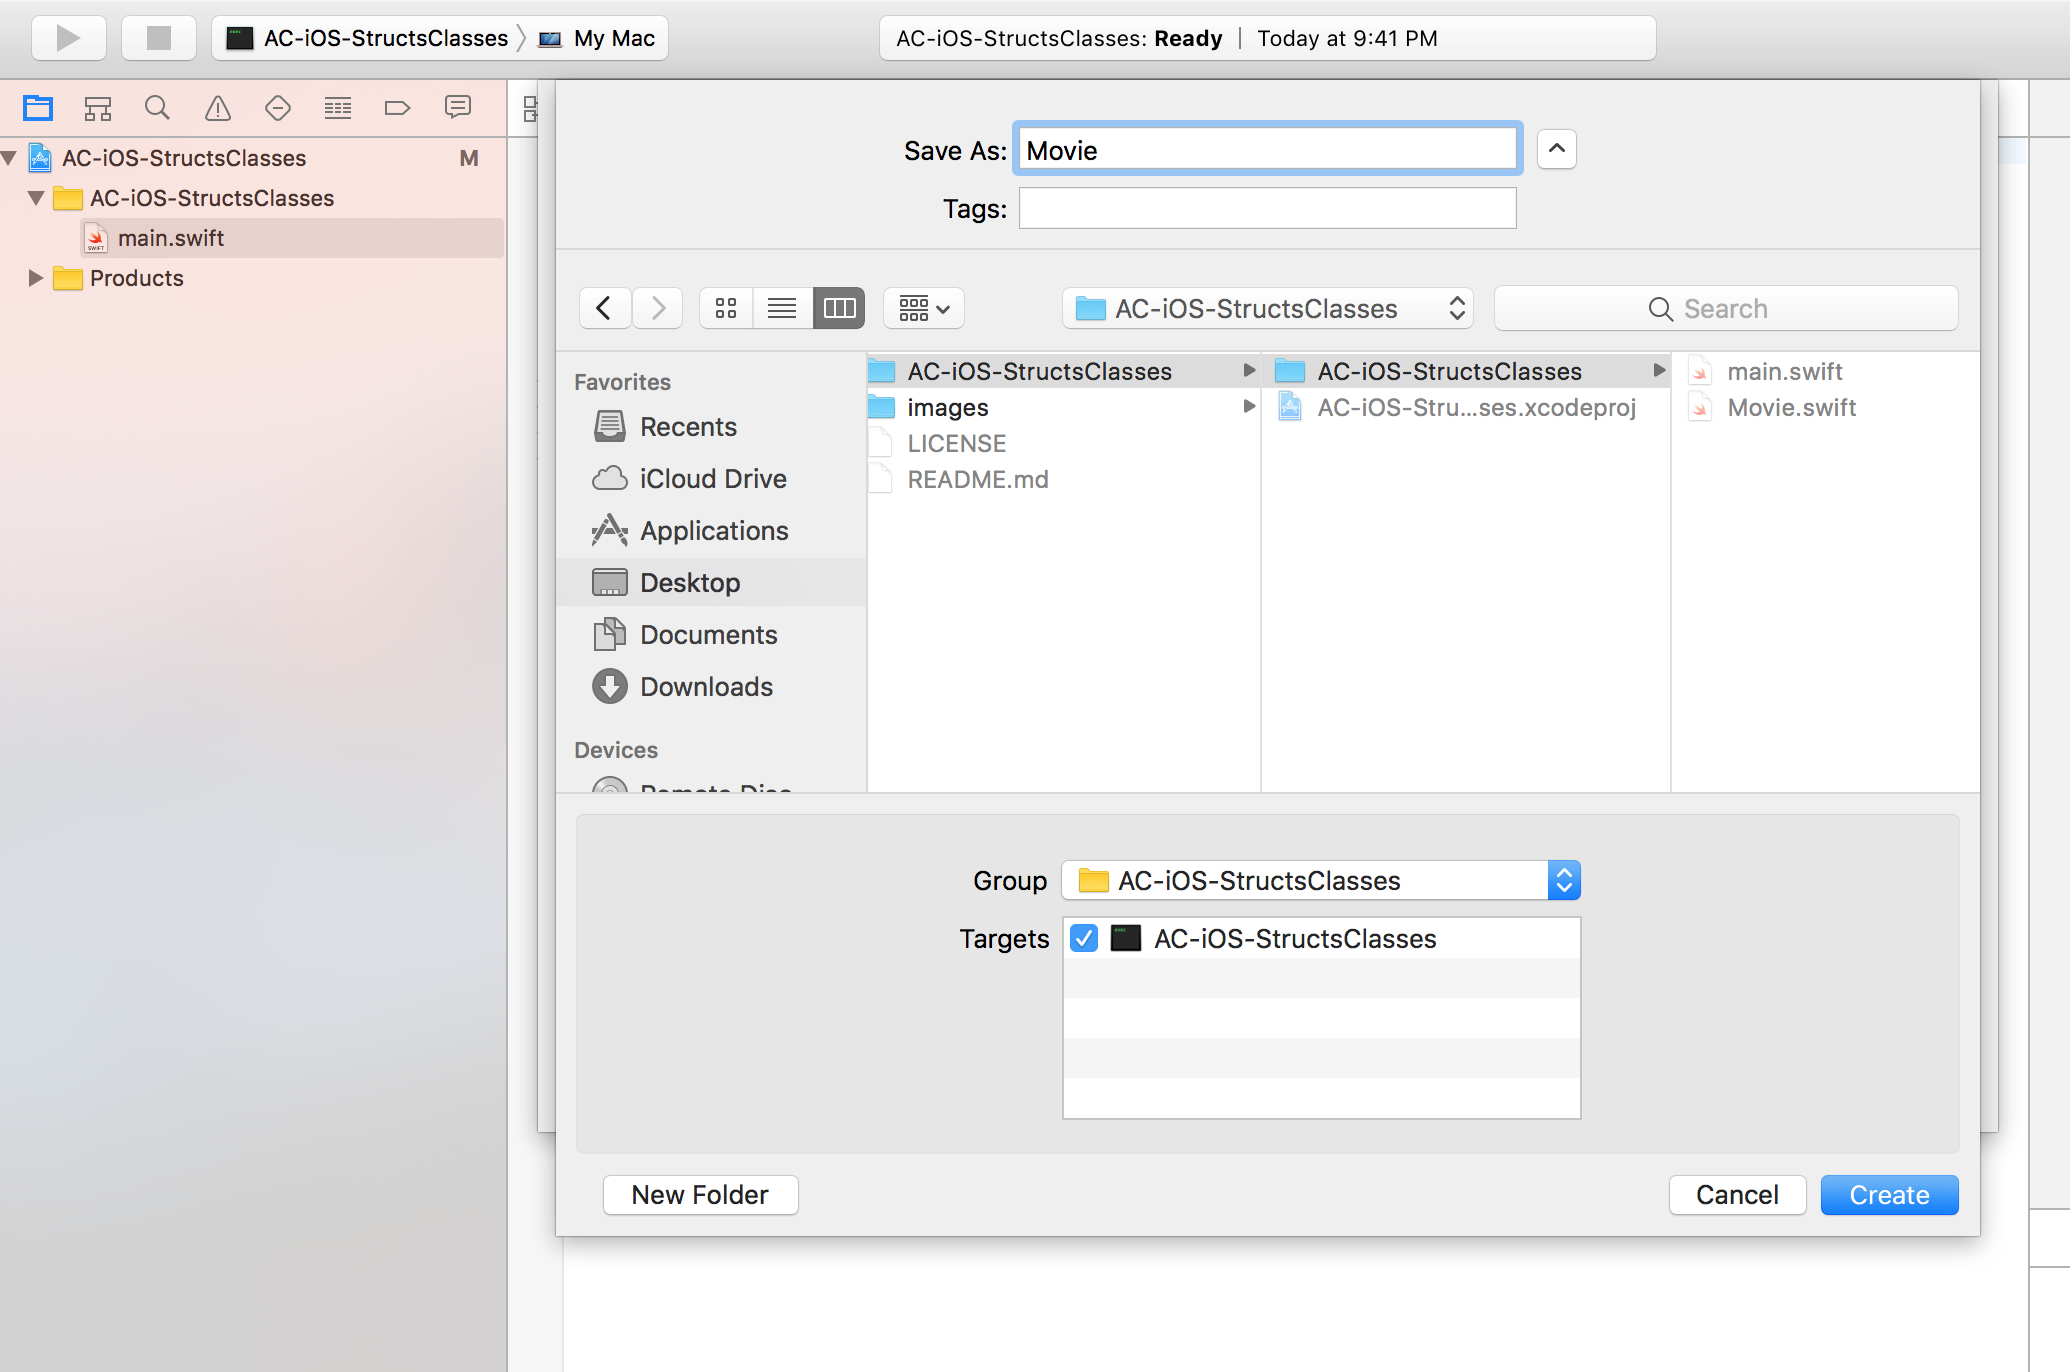 AC-iOS-StructsClasses My Mac
AC-iOS-StructsClasses: Ready | Today at 9:41 PM
AC-iOS-StructsClasses M
AC-iOS-StructsClasses
main.swift
Products
Save As: Movie
Tags:
AC-iOS-StructsClasses
Search
Favorites
Recents
iCloud Drive
Applications
Desktop
Documents
Downloads
Devices
Remote Disc
AC-iOS-StructsClasses
images
LICENSE
README.md
AC-iOS-StructsClasses
AC-iOS-Stru...ses.xcodeproj
main.swift
Movie.swift
Group AC-iOS-StructsClasses
Targets AC-iOS-StructsClasses
New Folder
Cancel
Create